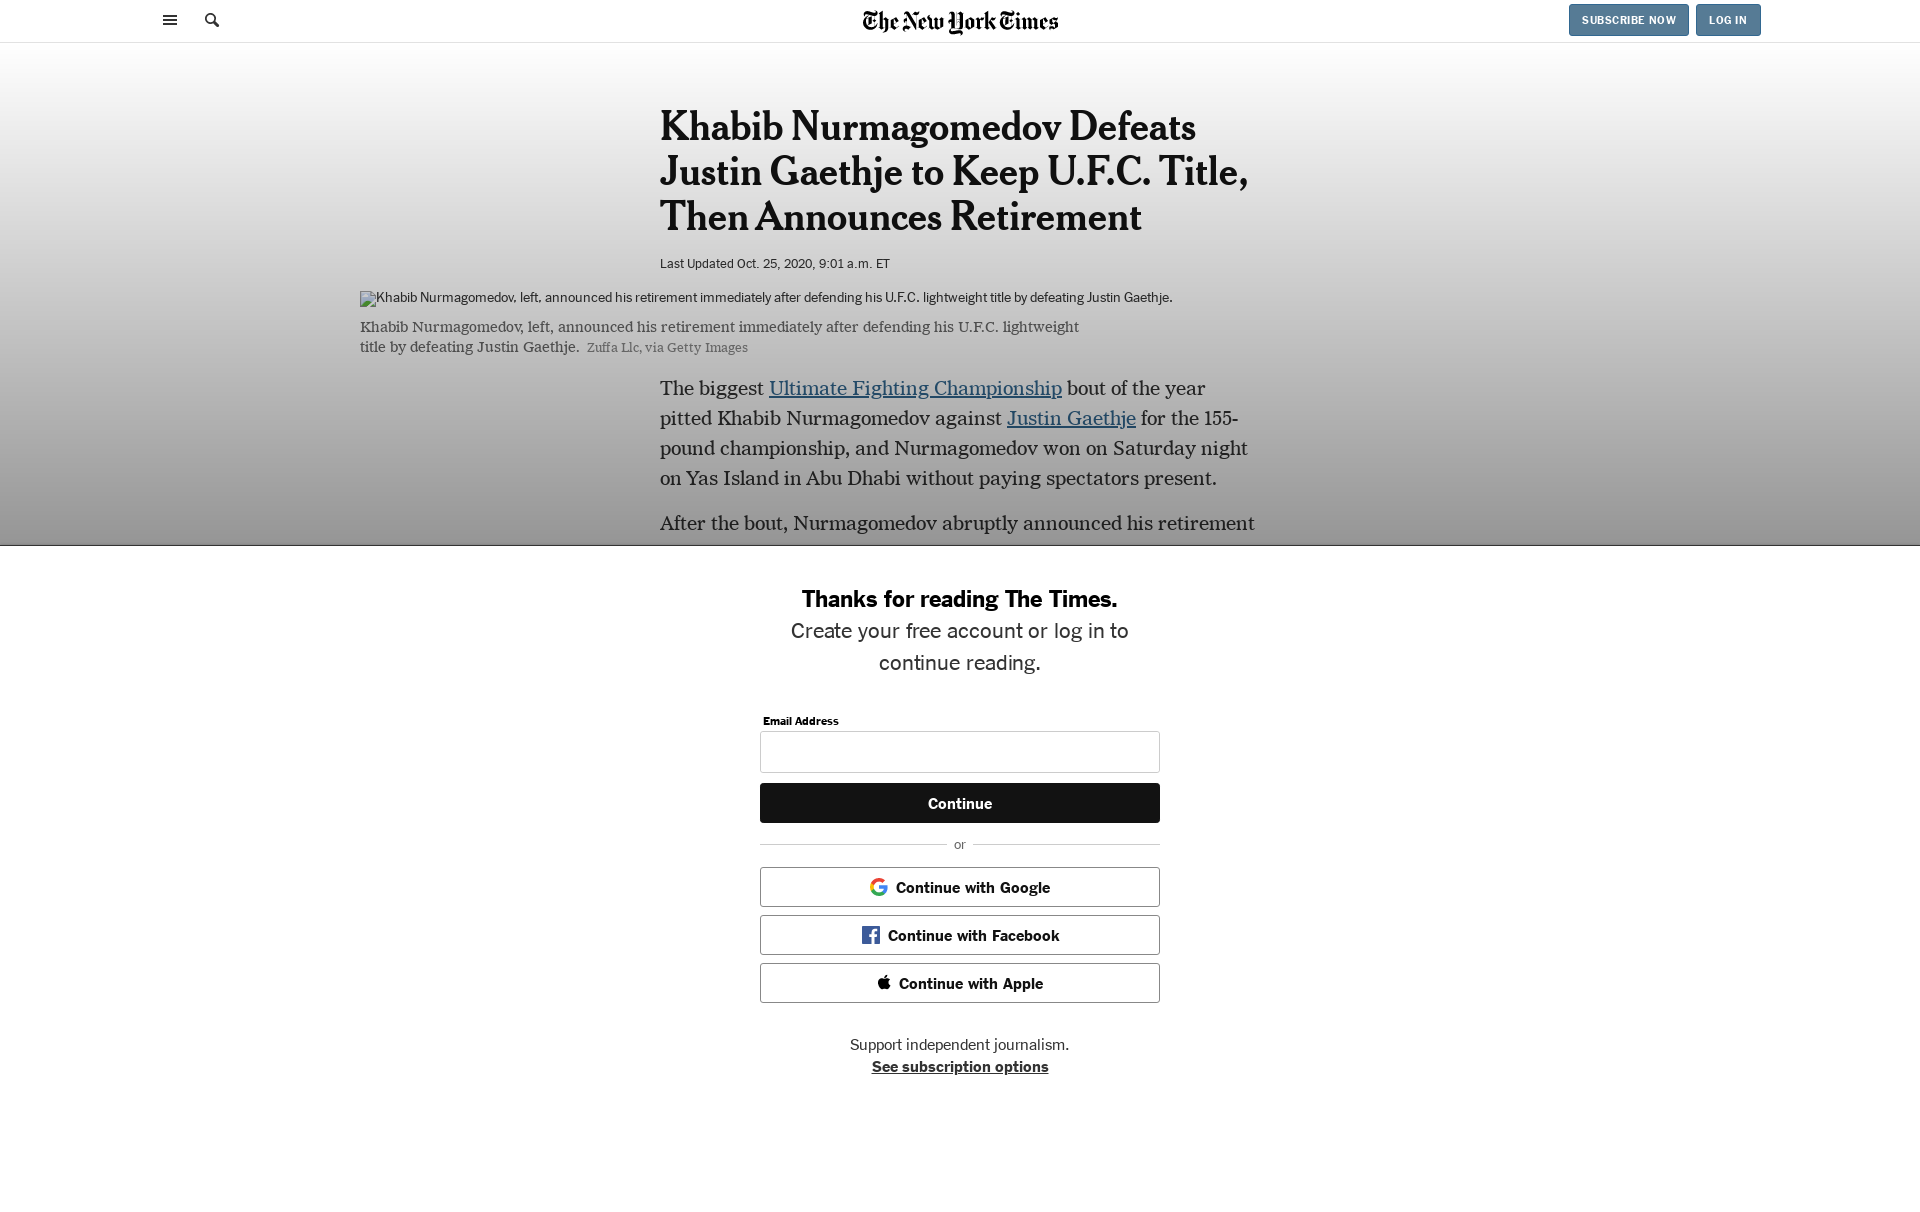 The New York Times
SUBSCRIBE NOW
LOG IN
Khabib Nurmagomedov Defeats
Justin Gaethje to Keep U.F.C. Title,
Then Announces Retirement
Last Updated Oct. 25, 2020, 9:01 a.m. ET
Khabib Nurmagomedov, left, announced his retirement immediately after defending his U.F.C. lightweight title by defeating Justin Gaethje.
Khabib Nurmagomedov, left, announced his retirement immediately after defending his U.F.C. lightweight
title by defeating Justin Gaethje. Zuffa Llc, via Getty Images
The biggest Ultimate Fighting Championship bout of the year
pitted Khabib Nurmagomedov against Justin Gaethje for the 155-
pound championship, and Nurmagomedov won on Saturday night
on Yas Island in Abu Dhabi without paying spectators present.
After the bout, Nurmagomedov abruptly announced his retirement
Thanks for reading The Times.
Create your free account or log in to
continue reading.
Email Address
Continue
or
Continue with Google
Continue with Facebook
Continue with Apple
Support independent journalism.
See subscription options